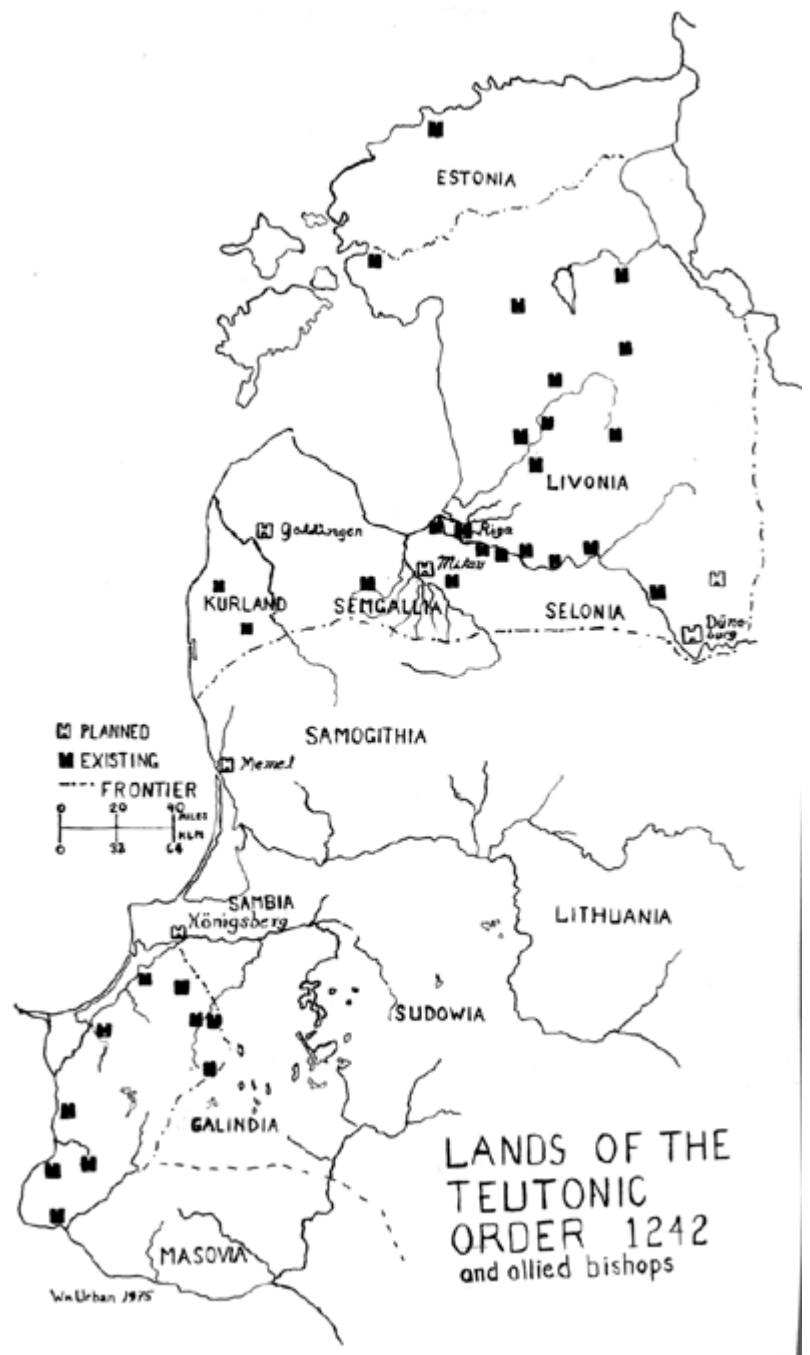 ESTONIA
LIVONIA
Goldingen
Riga
Mitau
KURLAND
SEMGALLIA
SELONIA
Düna-
burg
PLANNED
EXISTING
FRONTIER
0 20 40
MILES
KLM
0 32 64
SAMOGITHIA
Memel
SAMBIA
Königsberg
LITHUANIA
SUDOWIA
GALINDIA
MASOVIA
LANDS OF THE
TEUTONIC
ORDER 1242
and allied bishops
Wm Urban 1975